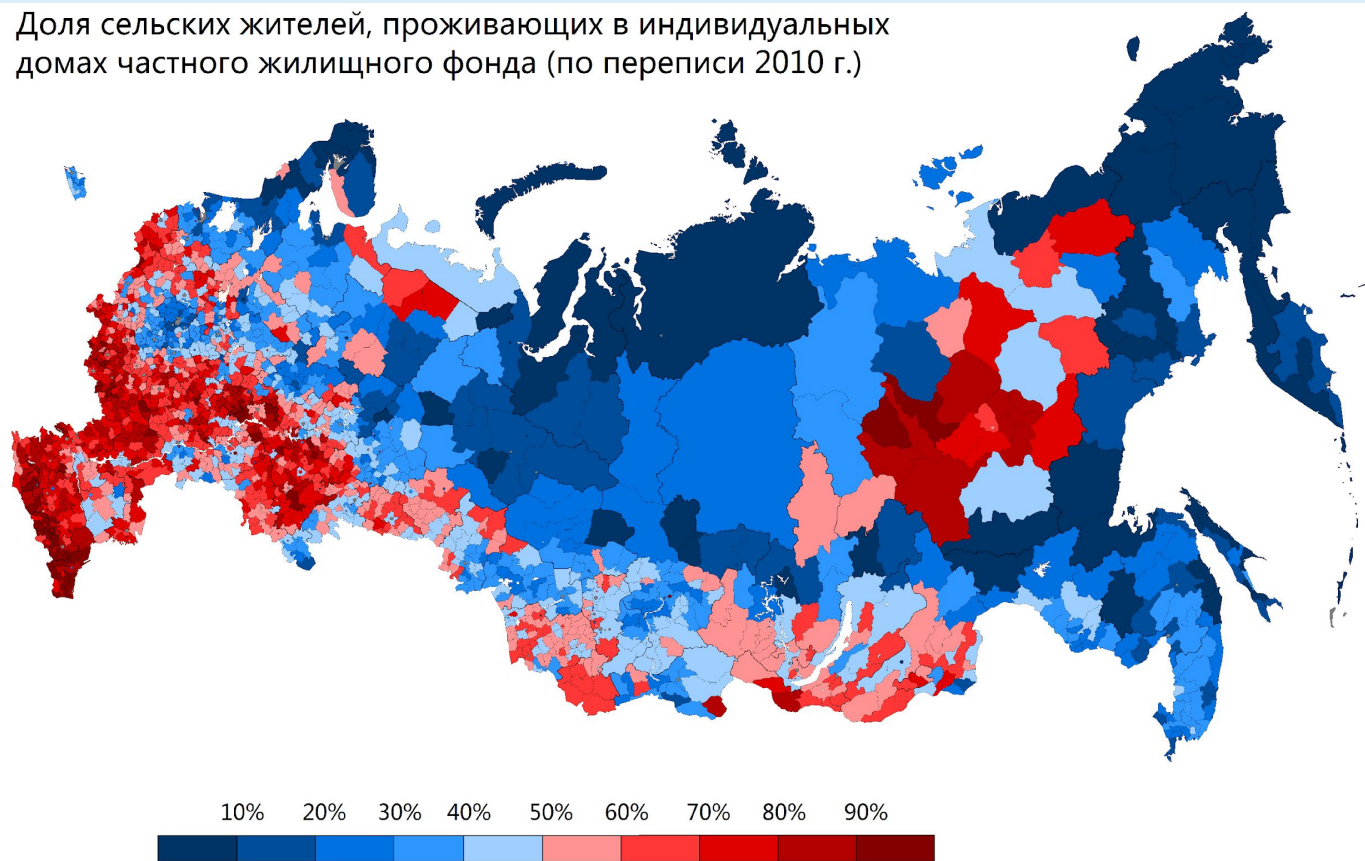 Доля сельских жителей, проживающих в индивидуальных
домах частного жилищного фонда (по переписи 2010 г.)
10% 20% 30% 40% 50% 60% 70% 80% 90%